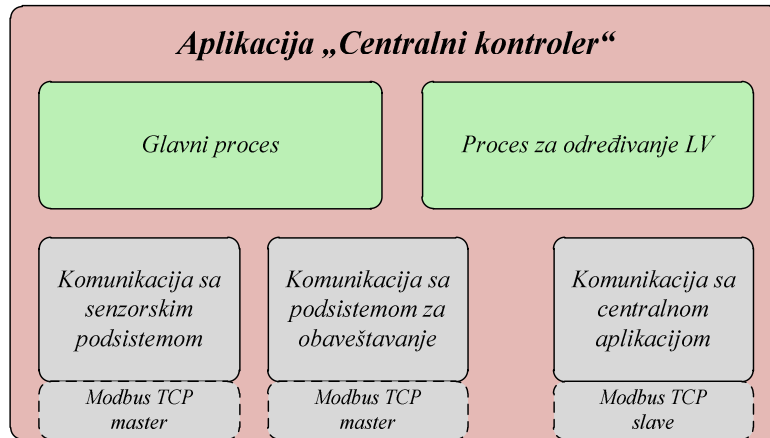 Aplikacija „Centralni kontroler“
Glavni proces
Proces za određivanje LV
Komunikacija sa
senzorskim
podsistemom
Komunikacija sa
podsistemom za
obaveštavanje
Komunikacija sa
centralnom
aplikacijom
Modbus TCP
master
Modbus TCP
master
Modbus TCP
slave